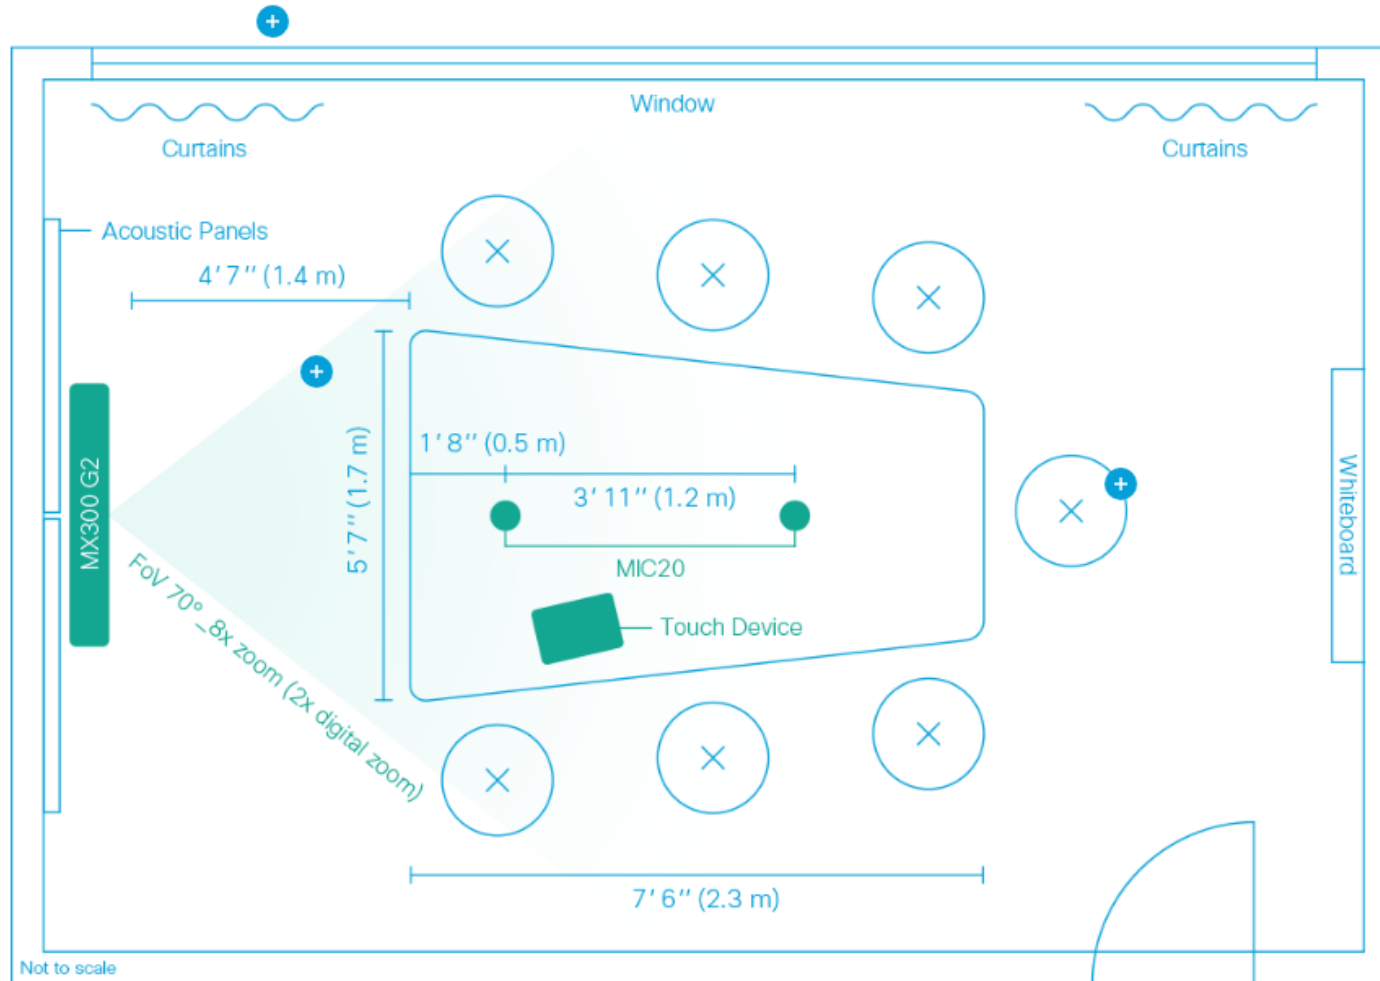 Window
Curtains
Curtains
Acoustic Panels
4' 7'' (1.4 m)
1' 8'' (0.5 m)
3' 11'' (1.2 m)
5' 7'' (1.7 m)
MX300 G2
MIC20
Touch Device
FoV 70°_8x zoom (2x digital zoom)
Whiteboard
7' 6'' (2.3 m)
Not to scale